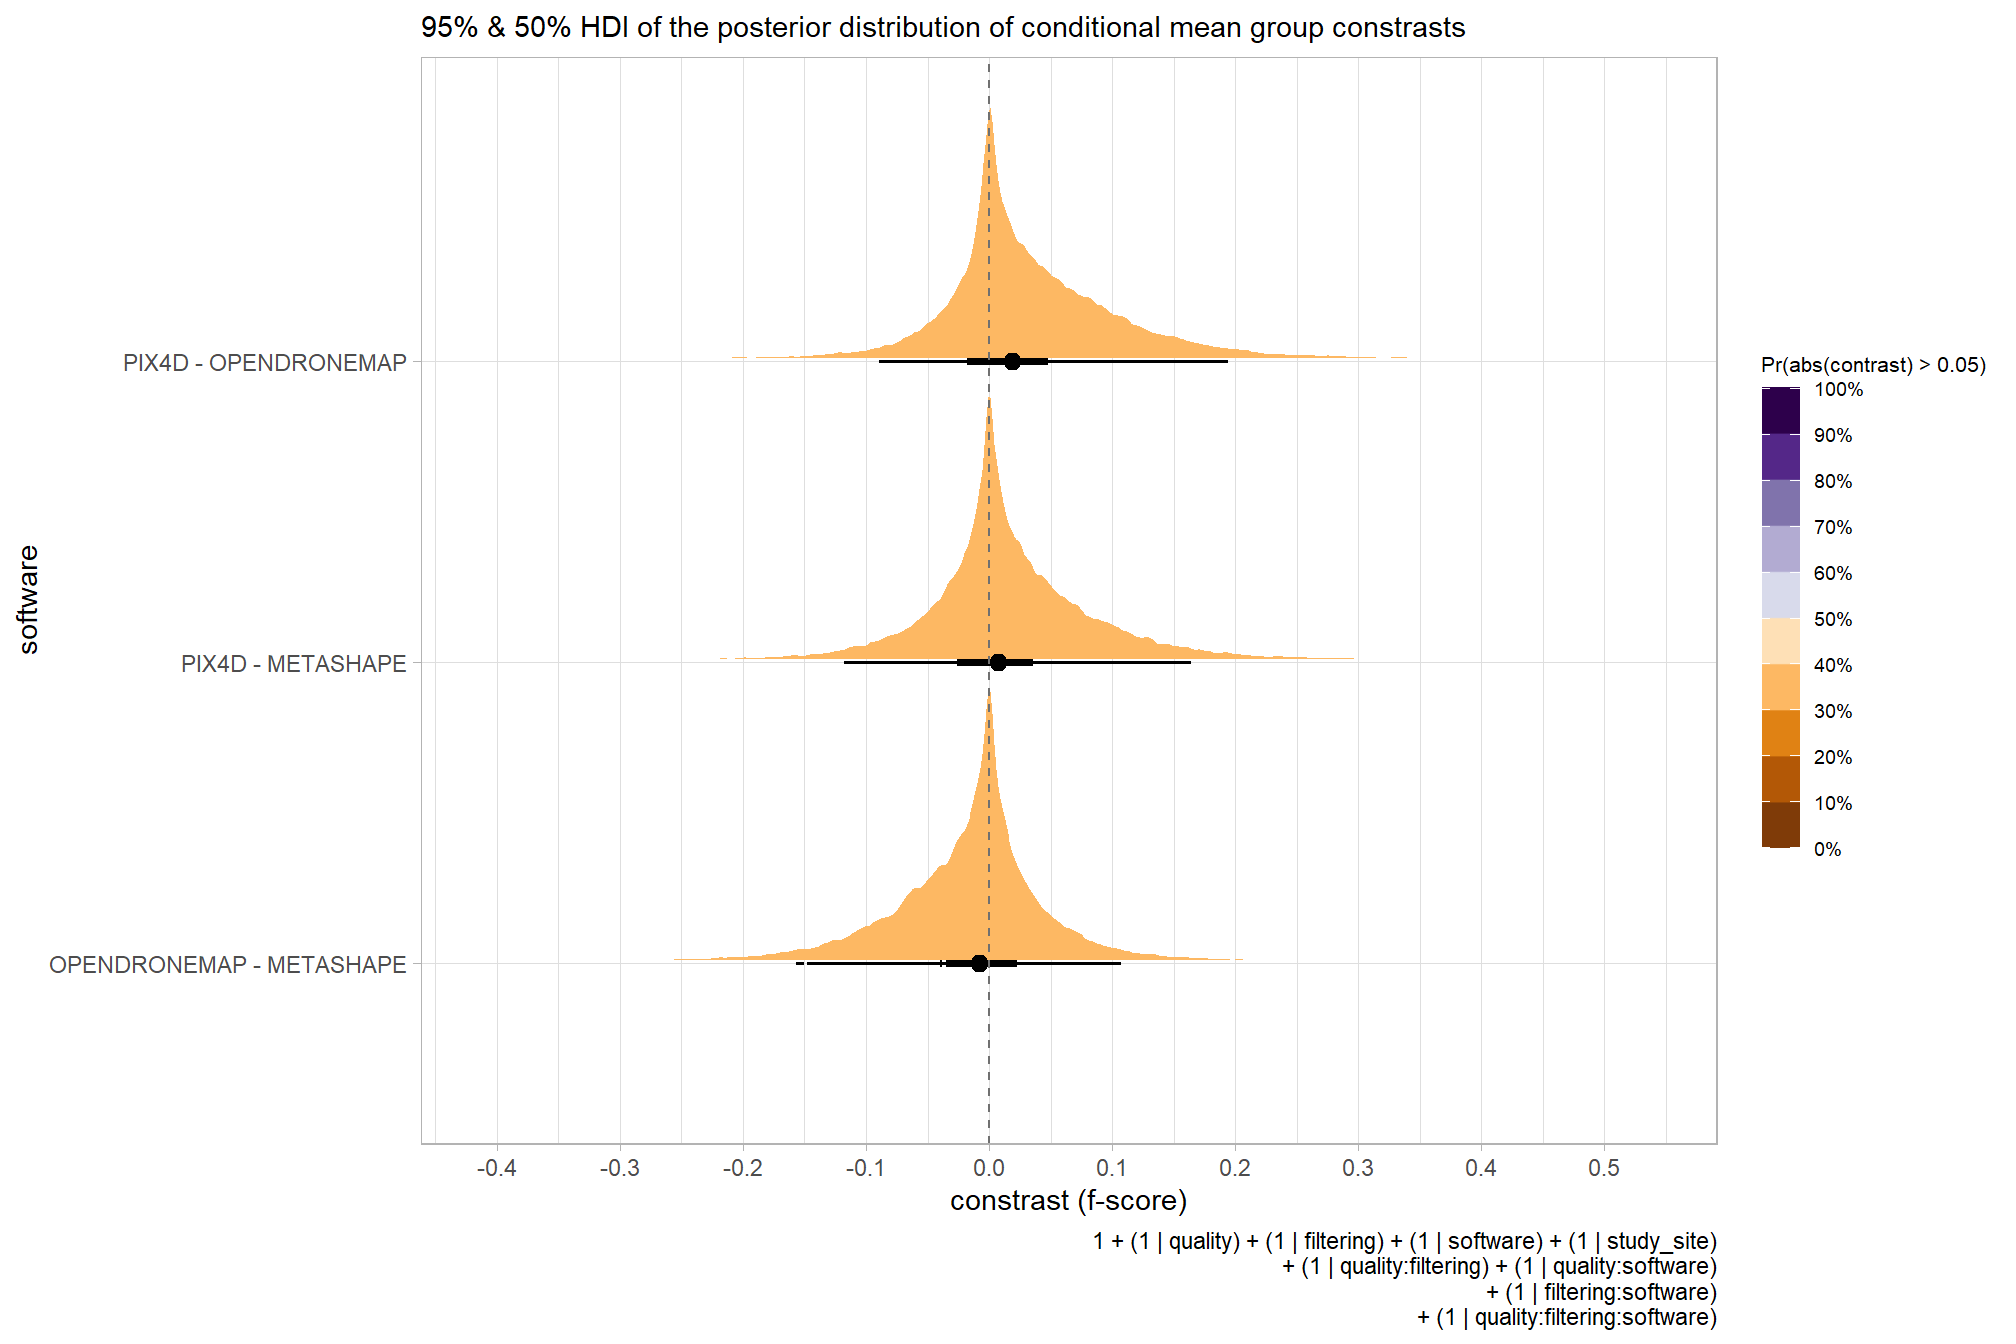 95% & 50% HDI of the posterior distribution of conditional mean group constrasts
software
PIX4D - OPENDRONEMAP
PIX4D - METASHAPE
OPENDRONEMAP - METASHAPE
-0.4 -0.3 -0.2 -0.1 0.0 0.1 0.2 0.3 0.4 0.5
constrast (f-score)
Pr(abs(contrast) > 0.05)
100%
90%
80%
70%
60%
50%
40%
30%
20%
10%
0%
1 + (1 | quality) + (1 | filtering) + (1 | software) + (1 | study_site)
+ (1 | quality:filtering) + (1 | quality:software)
+ (1 | filtering:software)
+ (1 | quality:filtering:software)